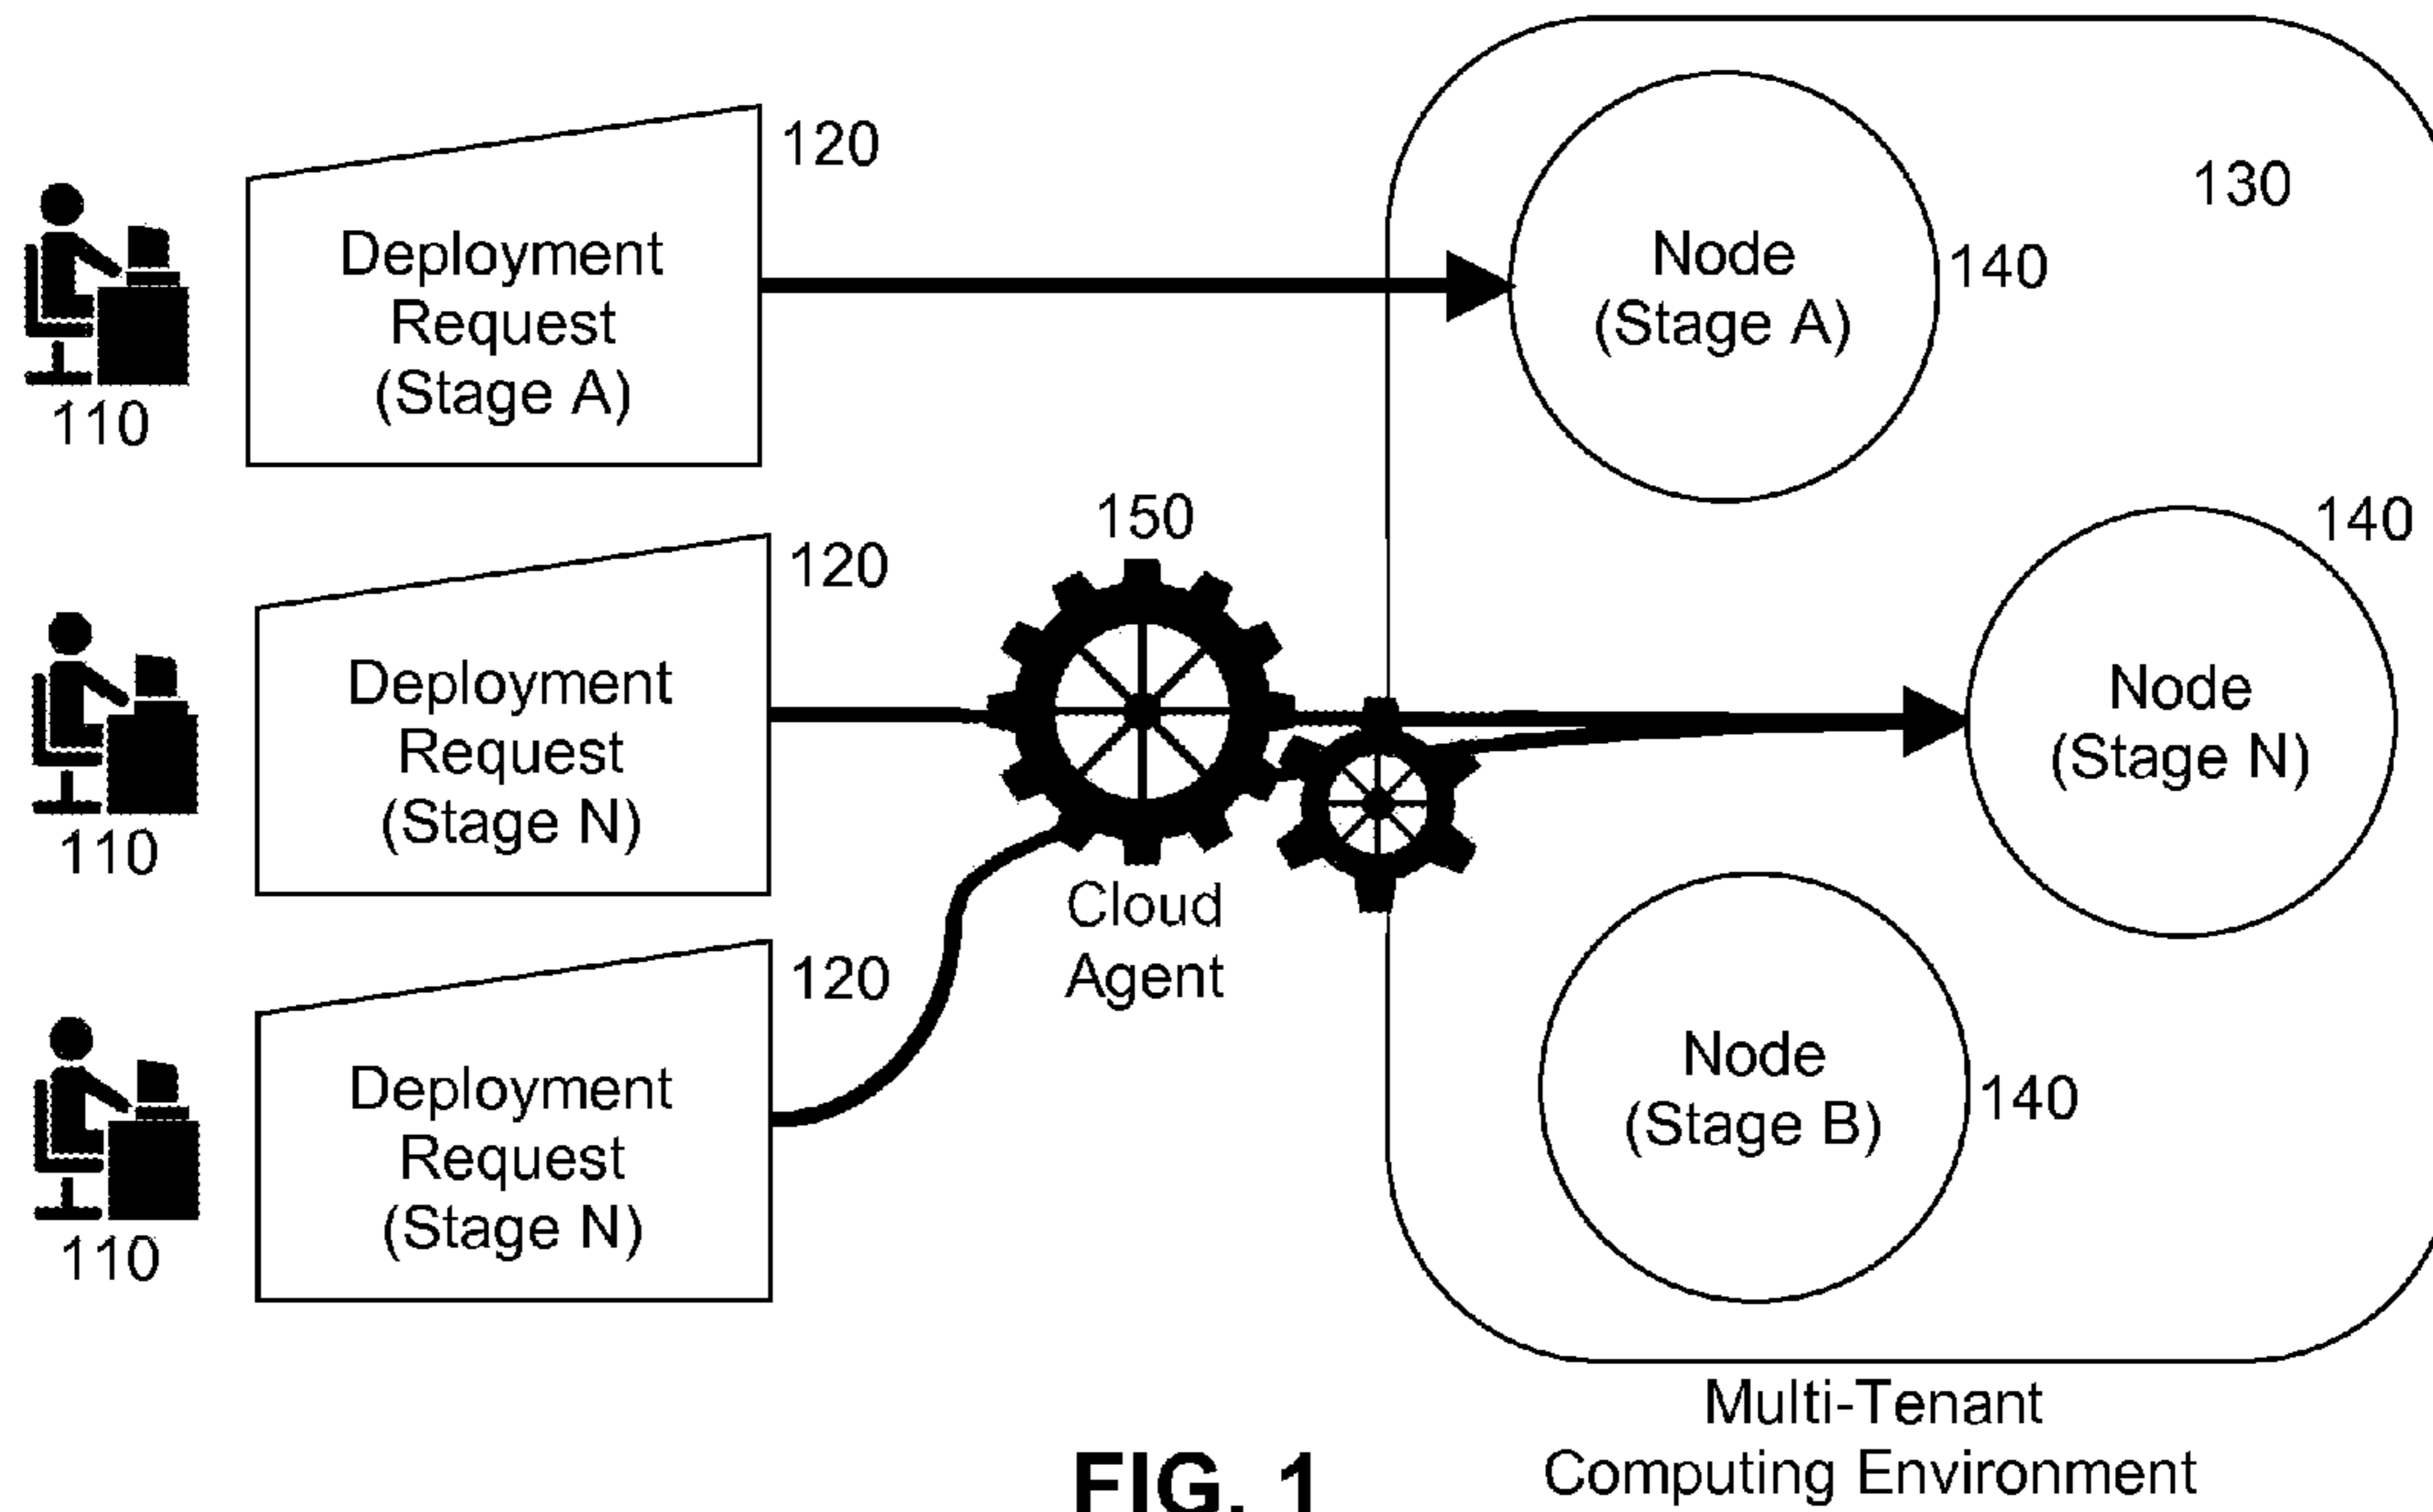 120
130
Deployment
Request
(Stage A)
110
Node
(Stage A)
140
150
120
140
Deployment
Request
(Stage N)
110
Node
(Stage N)
Cloud
Agent
120
Deployment
Request
(Stage N)
110
Node
(Stage B)
140
Multi-Tenant
Computing Environment
FIG. 1